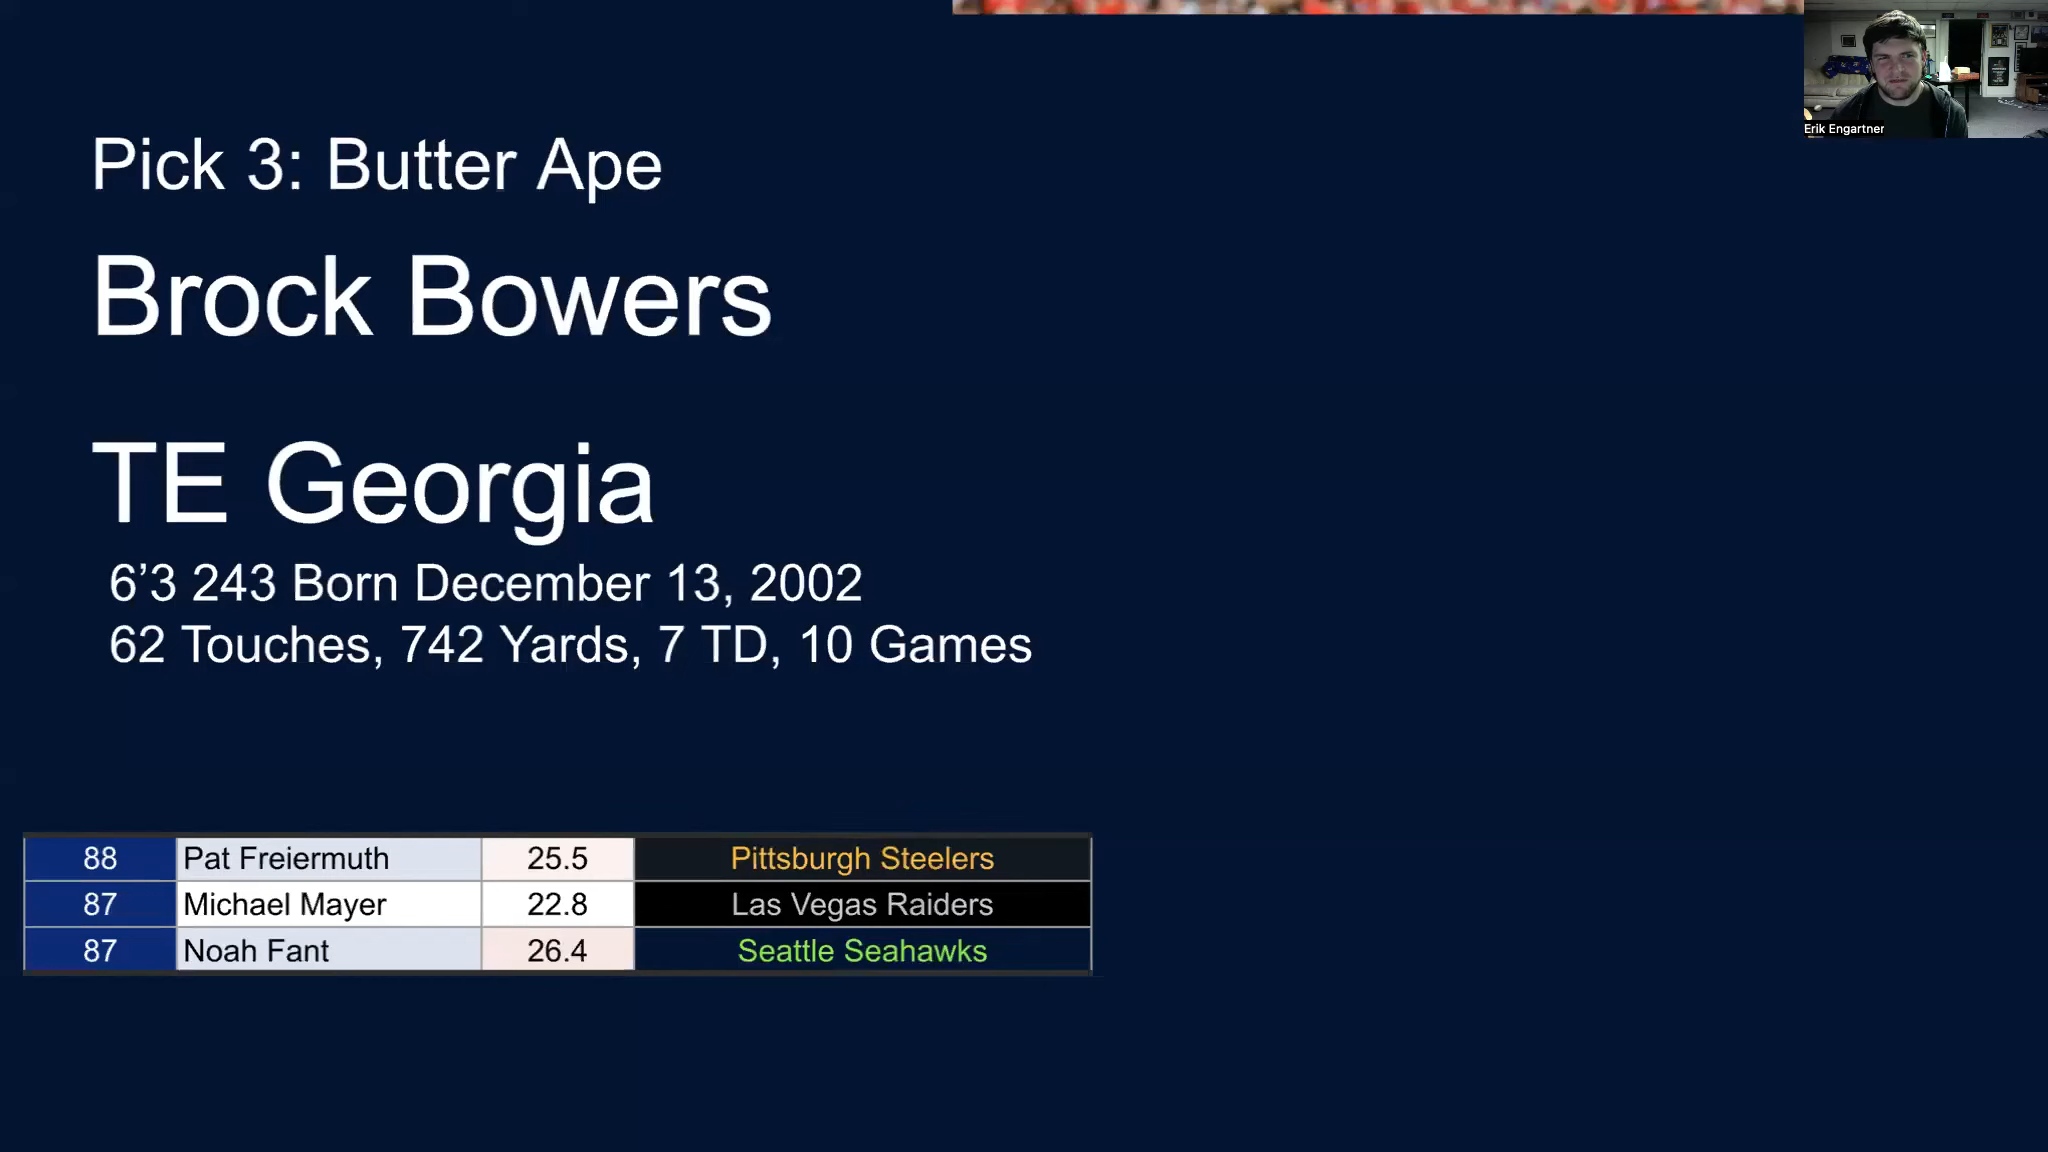 Erik Engartner
Pick 3: Butter Ape
Brock Bowers
TE Georgia
6’3 243 Born December 13, 2002
62 Touches, 742 Yards, 7 TD, 10 Games
88 Pat Freiermuth 25.5 Pittsburgh Steelers
87 Michael Mayer 22.8 Las Vegas Raiders
87 Noah Fant 26.4 Seattle Seahawks